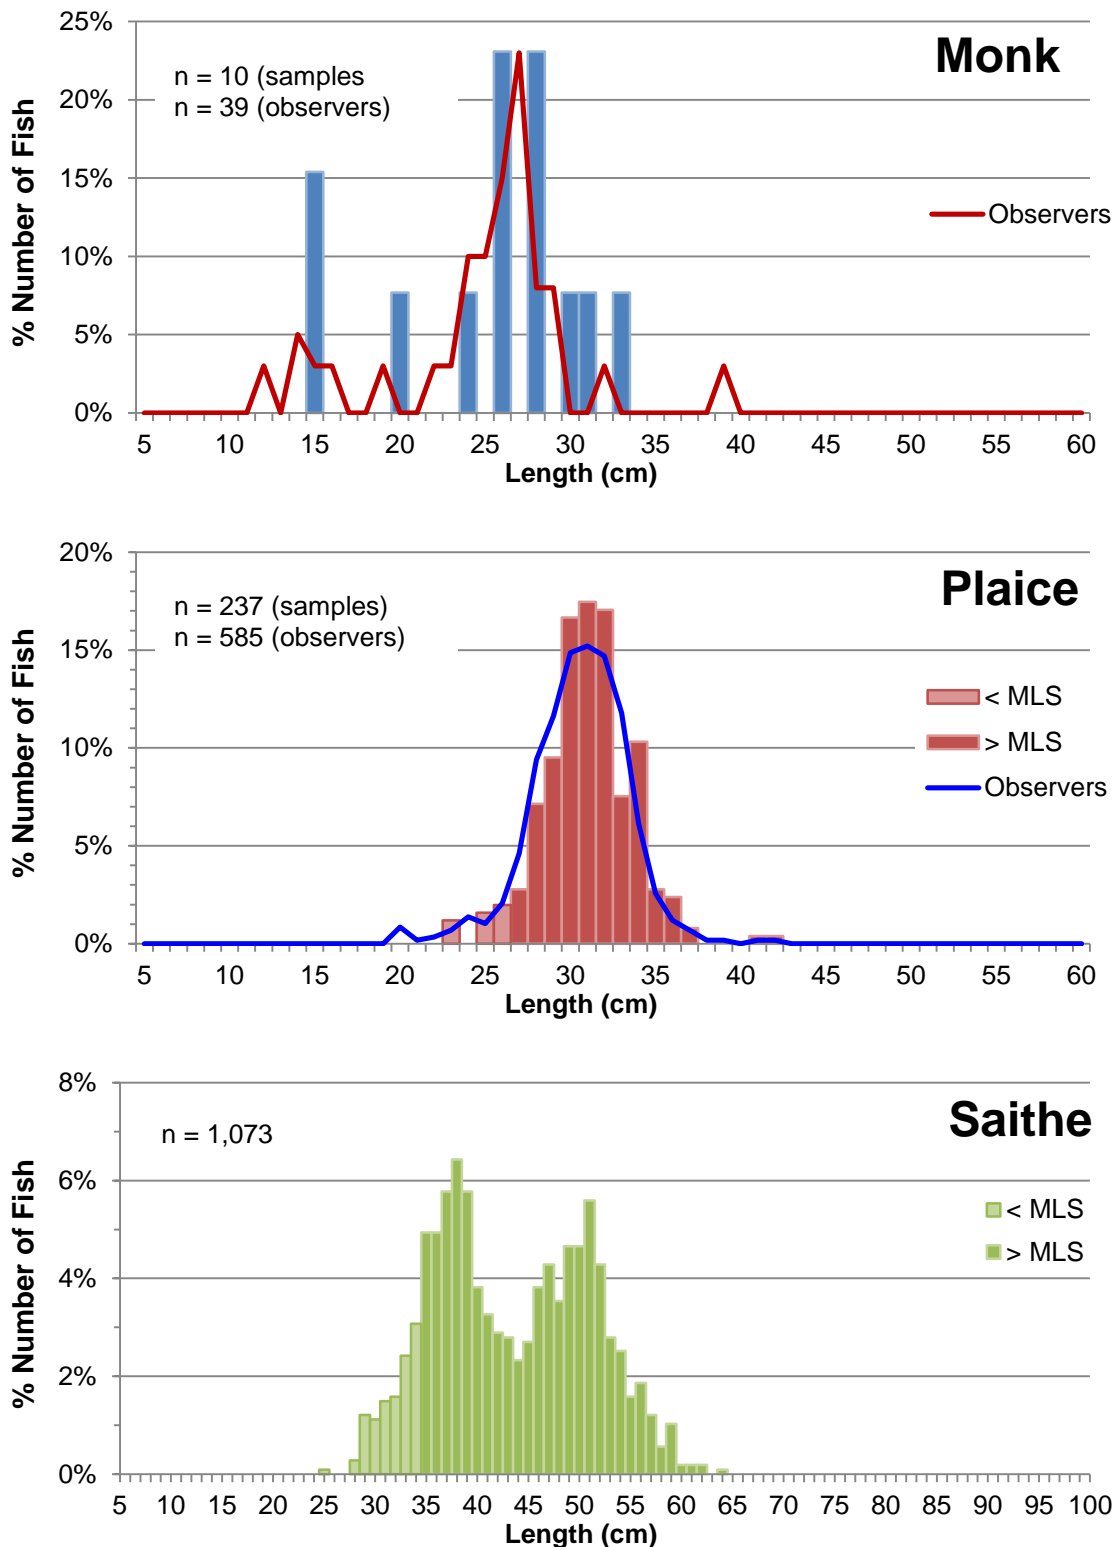 Monk
n = 10 (samples
n = 39 (observers)
% Number of Fish
25%
20%
15%
10%
5%
0%
Observers
5 10 15 20 25 30 35 40 45 50 55 60
Length (cm)
Plaice
n = 237 (samples)
n = 585 (observers)
% Number of Fish
20%
15%
10%
5%
0%
< MLS
> MLS
Observers
5 10 15 20 25 30 35 40 45 50 55 60
Length (cm)
Saithe
n = 1,073
% Number of Fish
8%
6%
4%
2%
0%
< MLS
> MLS
5 10 15 20 25 30 35 40 45 50 55 60 65 70 75 80 85 90 95 100
Length (cm)